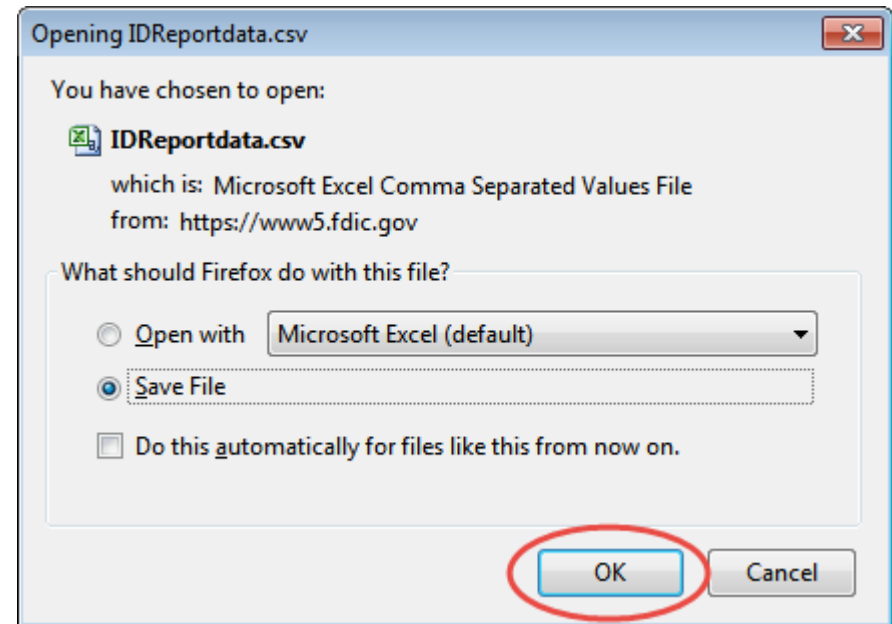 Opening IDReportdata.csv
You have chosen to open:
IDReportdata.csv
which is: Microsoft Excel Comma Separated Values File
from: https://www5.fdic.gov
What should Firefox do with this file?
Open with Microsoft Excel (default)
Save File
Do this automatically for files like this from now on.
OK Cancel